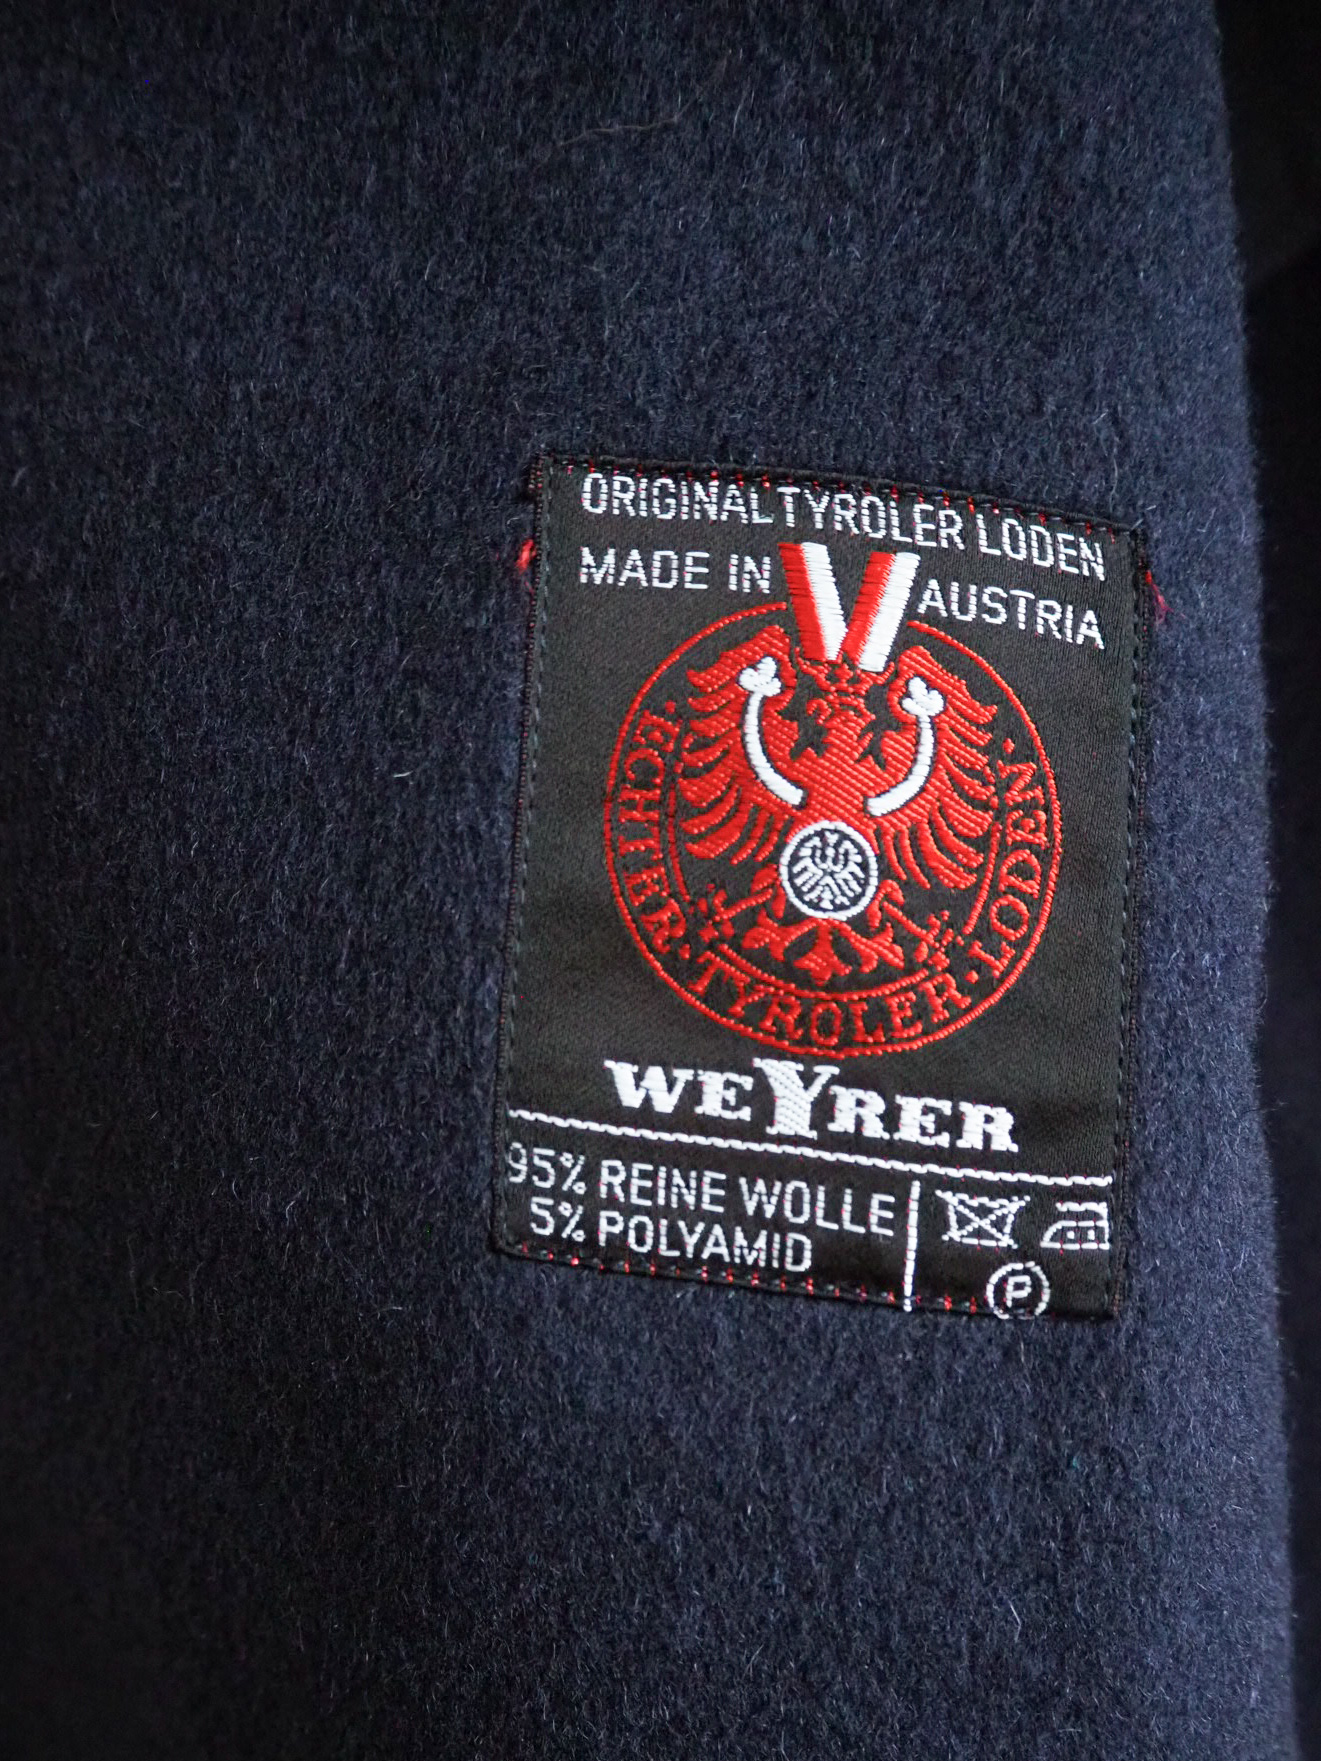 ORIGINAL TYROLER LODEN
MADE IN AUSTRIA
·ECHTER·TYROLER·LODEN·
WEYRER
95% REINE WOLLE
5% POLYAMID
P